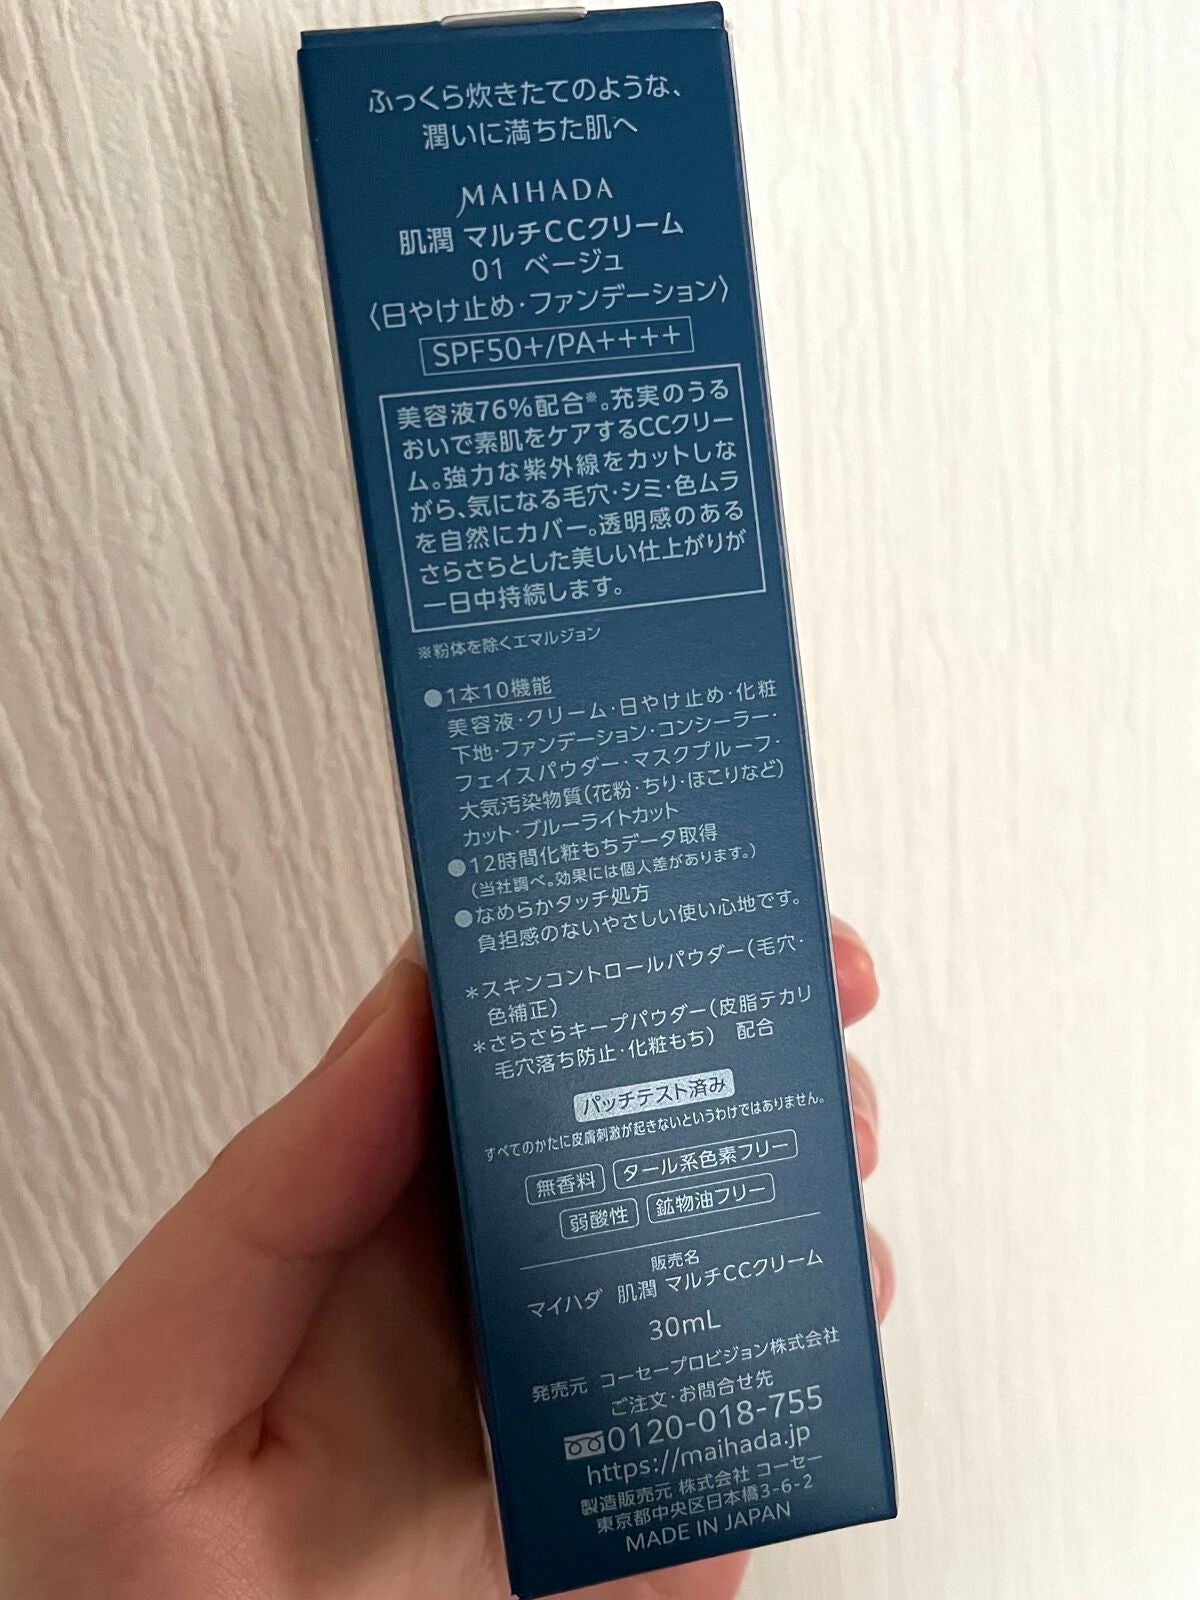 ふっくら炊きたてのような、
潤いに満ちた肌へ
MAIHADA
肌潤 マルチCCクリーム
01 ベージュ
〈日やけ止め・ファンデーション〉
SPF50+/PA++++
美容液76%配合※。充実のうる
おいで素肌をケアするCCクリー
ム。強力な紫外線をカットしな
がら、気になる毛穴・シミ・色ムラ
を自然にカバー。透明感のある
さらさらとした美しい仕上がりが
一日中持続します。
※粉体を除くエマルジョン
●1本10機能
美容液・クリーム・日やけ止め・化粧
下地・ファンデーション・コンシーラー・
フェイスパウダー・マスクプルーフ・
大気汚染物質(花粉・ちり・ほこりなど)
カット・ブルーライトカット
●12時間化粧もちデータ取得
(当社調べ。効果には個人差があります。)
●なめらかタッチ処方
負担感のないやさしい使い心地です。
＊スキンコントロールパウダー(毛穴・
色補正)
＊さらさらキープパウダー(皮脂テカリ
毛穴落ち防止・化粧もち) 配合
パッチテスト済み
すべてのかたに皮膚刺激が起きないというわけではありません。
無香料 タール系色素フリー
弱酸性 鉱物油フリー
販売名
マイハダ 肌潤 マルチCCクリーム
30mL
発売元 コーセープロビジョン株式会社
ご注文・お問合せ先
0120-018-755
https://maihada.jp
製造販売元 株式会社 コーセー
東京都中央区日本橋3-6-2
MADE IN JAPAN